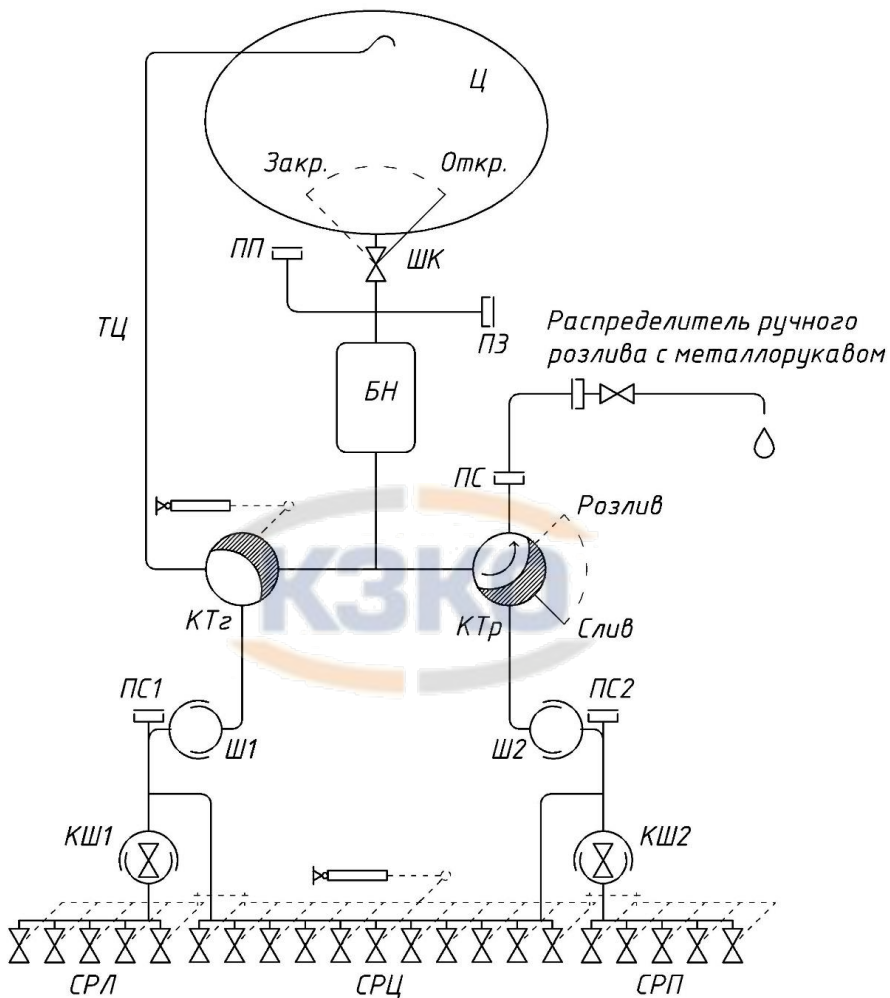 Ц
Закр.
Откр.
ПП
ШК
ТЦ
ПЗ
Распределитель ручного
розлива с металлорукавом
БН
ПС
Розлив
КЗКО
КТг
КТр
Слив
ПС1
ПС2
Ш1
Ш2
КШ1
КШ2
СРЛ
СРЦ
СРП